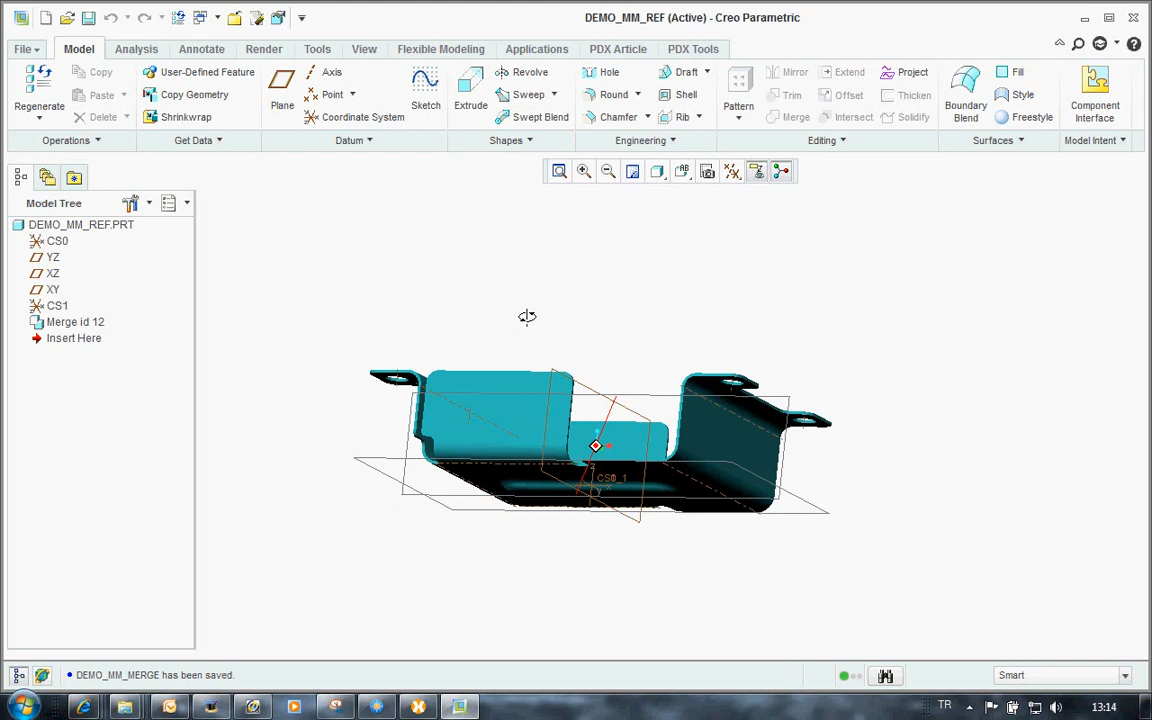 DEMO_MM_REF (Active) - Creo Parametric
File Model Analysis Annotate Render Tools View Flexible Modeling Applications PDX Article PDX Tools
Regenerate
Copy
Paste
Delete
Operations
User-Defined Feature
Copy Geometry
Shrinkwrap
Get Data
Plane
Axis
Point
Coordinate System
Datum
Sketch
Extrude
Revolve
Sweep
Swept Blend
Shapes
Hole
Round
Chamfer
Draft
Shell
Rib
Engineering
Pattern
Mirror
Trim
Merge
Extend
Offset
Intersect
Project
Thicken
Solidify
Editing
Boundary
Blend
Fill
Style
Freestyle
Surfaces
Component
Interface
Model Intent
Model Tree
DEMO_MM_REF.PRT
CS0
YZ
XZ
XY
CS1
Merge id 12
Insert Here
DEMO_MM_MERGE has been saved.
Smart
TR
13:14